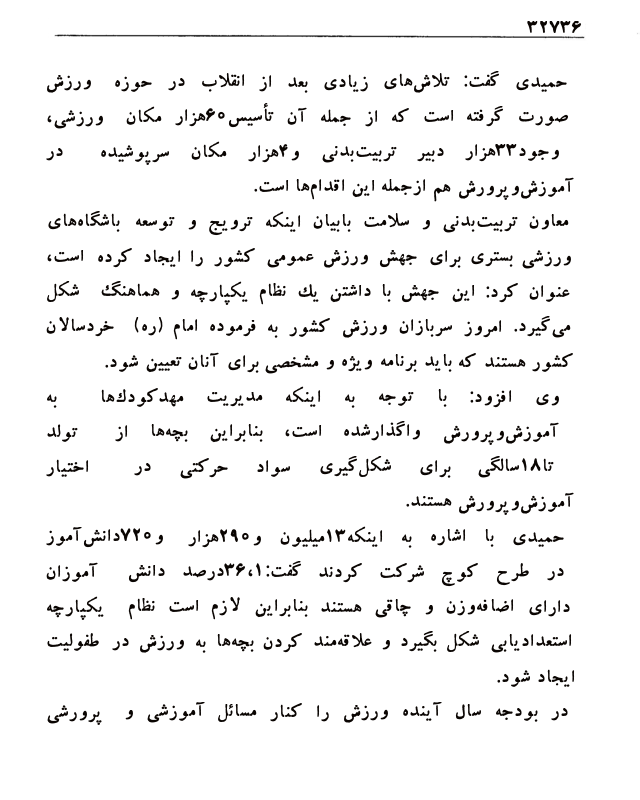 ۳۲۷۳۶
حمیدی گفت: تلاش‌های زیادی بعد از انقلاب در حوزه ورزش
صورت گرفته است که از جمله آن تأسیس۶۰هزار مکان ورزشی،
وجود۳۳هزار دبیر تربیت‌بدنی و۴هزار مکان سرپوشیده در
آموزش‌وپرورش هم ازجمله این اقدام‌ها است.
معاون تربیت‌بدنی و سلامت بابیان اینکه ترویج و توسعه باشگاه‌های
ورزشی بستری برای جهش ورزش عمومی کشور را ایجاد کرده است،
عنوان کرد: این جهش با داشتن یك نظام یکپارچه و هماهنگ شکل
می‌گیرد. امروز سربازان ورزش کشور به فرموده امام (ره) خردسالان
کشور هستند که باید برنامه ویژه و مشخصی برای آنان تعیین شود.
وی افزود: با توجه به اینکه مدیریت مهدکودك‌ها به
آموزش‌وپرورش واگذارشده است، بنابراین بچه‌ها از تولد
تا۱۸سالگی برای شکل‌گیری سواد حرکتی در اختیار
آموزش‌وپرورش هستند.
حمیدی با اشاره به اینکه۱۳میلیون و۲۹۰هزار و۷۲۰دانش‌آموز
در طرح کوچ شرکت کردند گفت:۳۶،۱درصد دانش آموزان
دارای اضافه‌وزن و چاقی هستند بنابراین لازم است نظام یکپارچه
استعدادیابی شکل بگیرد و علاقه‌مند کردن بچه‌ها به ورزش در طفولیت
ایجاد شود.
در بودجه سال آینده ورزش را کنار مسائل آموزشی و پرورشی